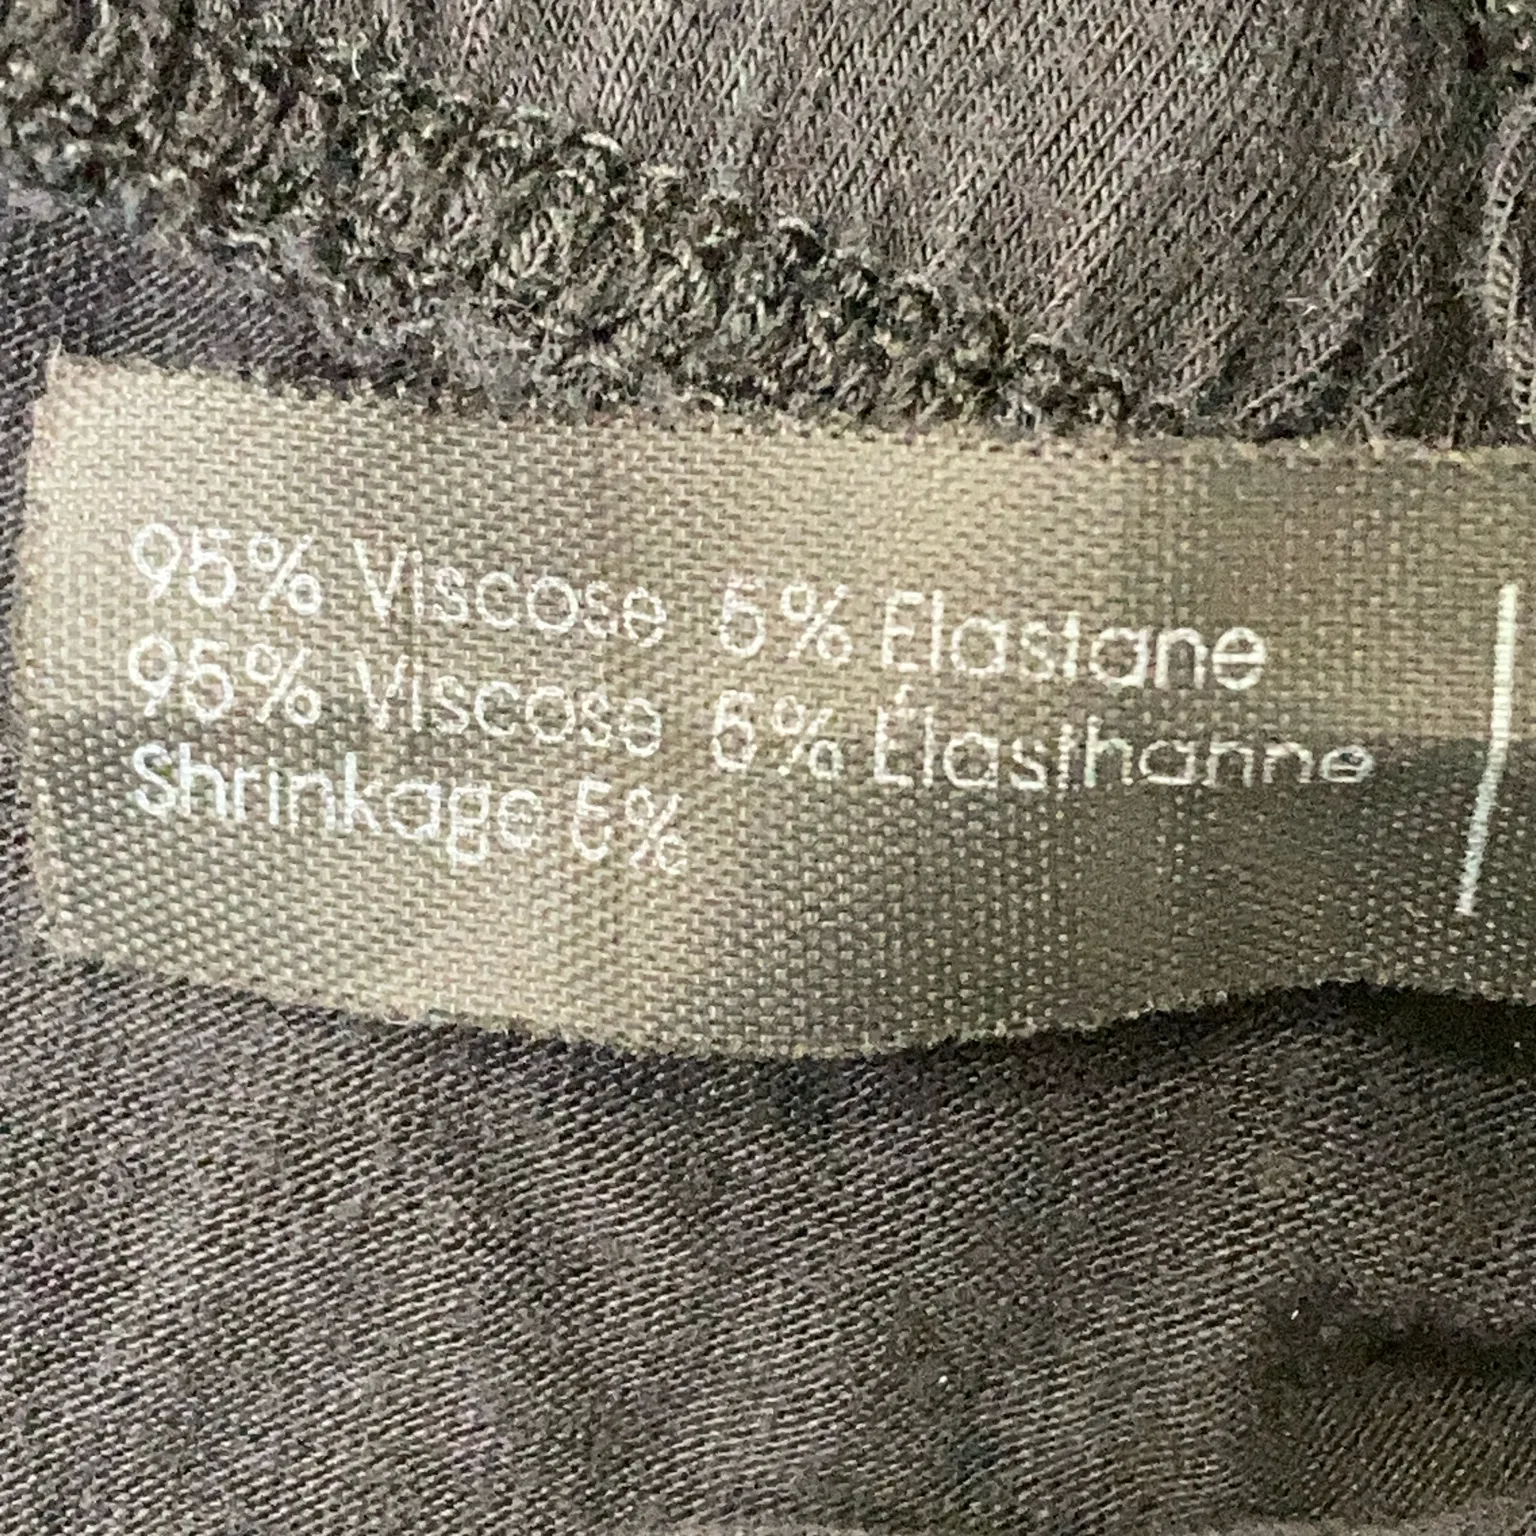 95% Viscose 5% Elastane
95% Viscose 5% Élasthanne
Shrinkage 5%